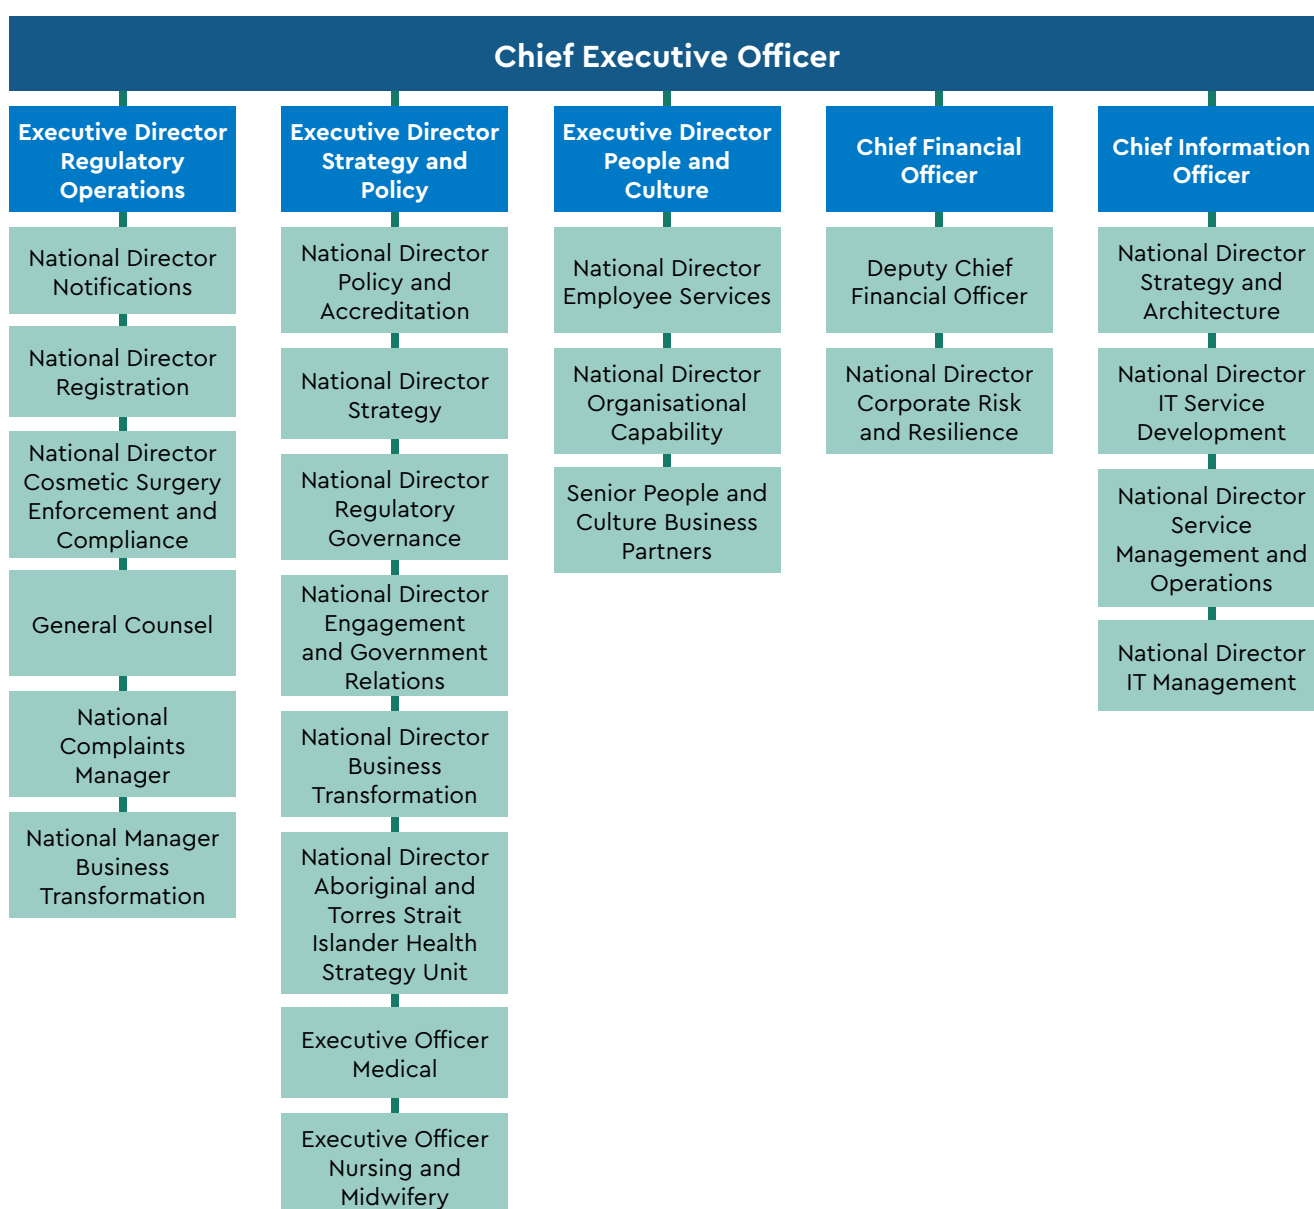 Chief Executive Officer
Executive Director
Regulatory
Operations
National Director
Notifications
National Director
Registration
National Director
Cosmetic Surgery
Enforcement and
Compliance
General Counsel
National
Complaints
Manager
National Manager
Business
Transformation
Executive Director
Strategy and
Policy
National Director
Policy and
Accreditation
National Director
Strategy
National Director
Regulatory
Governance
National Director
Engagement
and Government
Relations
National Director
Business
Transformation
National Director
Aboriginal and
Torres Strait
Islander Health
Strategy Unit
Executive Officer
Medical
Executive Officer
Nursing and
Midwifery
Executive Director
People and
Culture
National Director
Employee Services
National Director
Organisational
Capability
Senior People and
Culture Business
Partners
Chief Financial
Officer
Deputy Chief
Financial Officer
National Director
Corporate Risk
and Resilience
Chief Information
Officer
National Director
Strategy and
Architecture
National Director
IT Service
Development
National Director
Service
Management and
Operations
National Director
IT Management